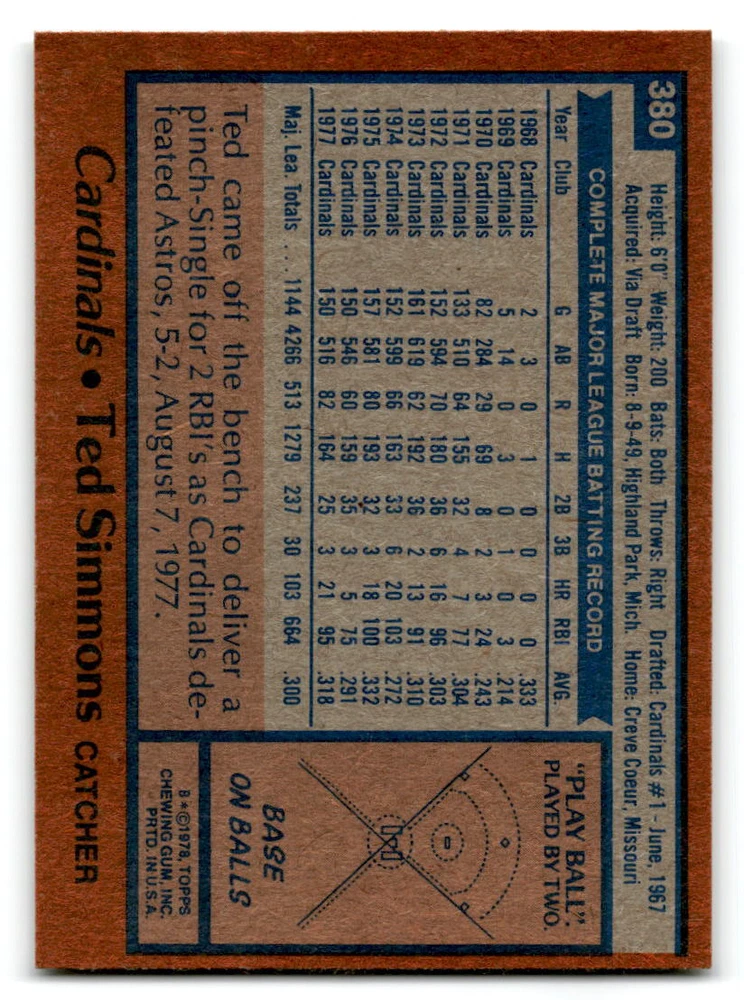 380
Height: 6'0" Weight: 200 Bats: Both Throws: Right Drafted: Cardinals #1 - June, 1967
Acquired: Via Draft Born: 8-9-49, Highland Park, Mich. Home: Creve Coeur, Missouri
COMPLETE MAJOR LEAGUE BATTING RECORD
Year Club G AB R H 2B 3B HR RBI AVG.
1968 Cardinals 2 3 0 1 0 0 0 0 .333
1969 Cardinals 5 14 0 3 0 1 0 3 .214
1970 Cardinals 82 284 29 69 8 2 3 24 .243
1971 Cardinals 133 510 64 155 32 4 7 77 .304
1972 Cardinals 152 594 70 180 36 6 16 96 .303
1973 Cardinals 161 619 62 192 36 2 13 91 .310
1974 Cardinals 152 599 66 163 33 6 20 103 .272
1975 Cardinals 157 581 80 193 32 3 18 100 .332
1976 Cardinals 150 546 60 159 35 3 5 75 .291
1977 Cardinals 150 516 82 164 25 3 21 95 .318
Maj. Lea. Totals ... 1144 4266 513 1279 237 30 103 664 .300
Ted came off the bench to deliver a
pinch-Single for 2 RBI's as Cardinals de-
feated Astros, 5-2, August 7, 1977.
"PLAY BALL".
PLAYED BY TWO.
BASE
ON BALLS
B*©1978, TOPPS
CHEWING GUM, INC.
PRTD. IN U.S.A.
Cardinals • Ted Simmons CATCHER